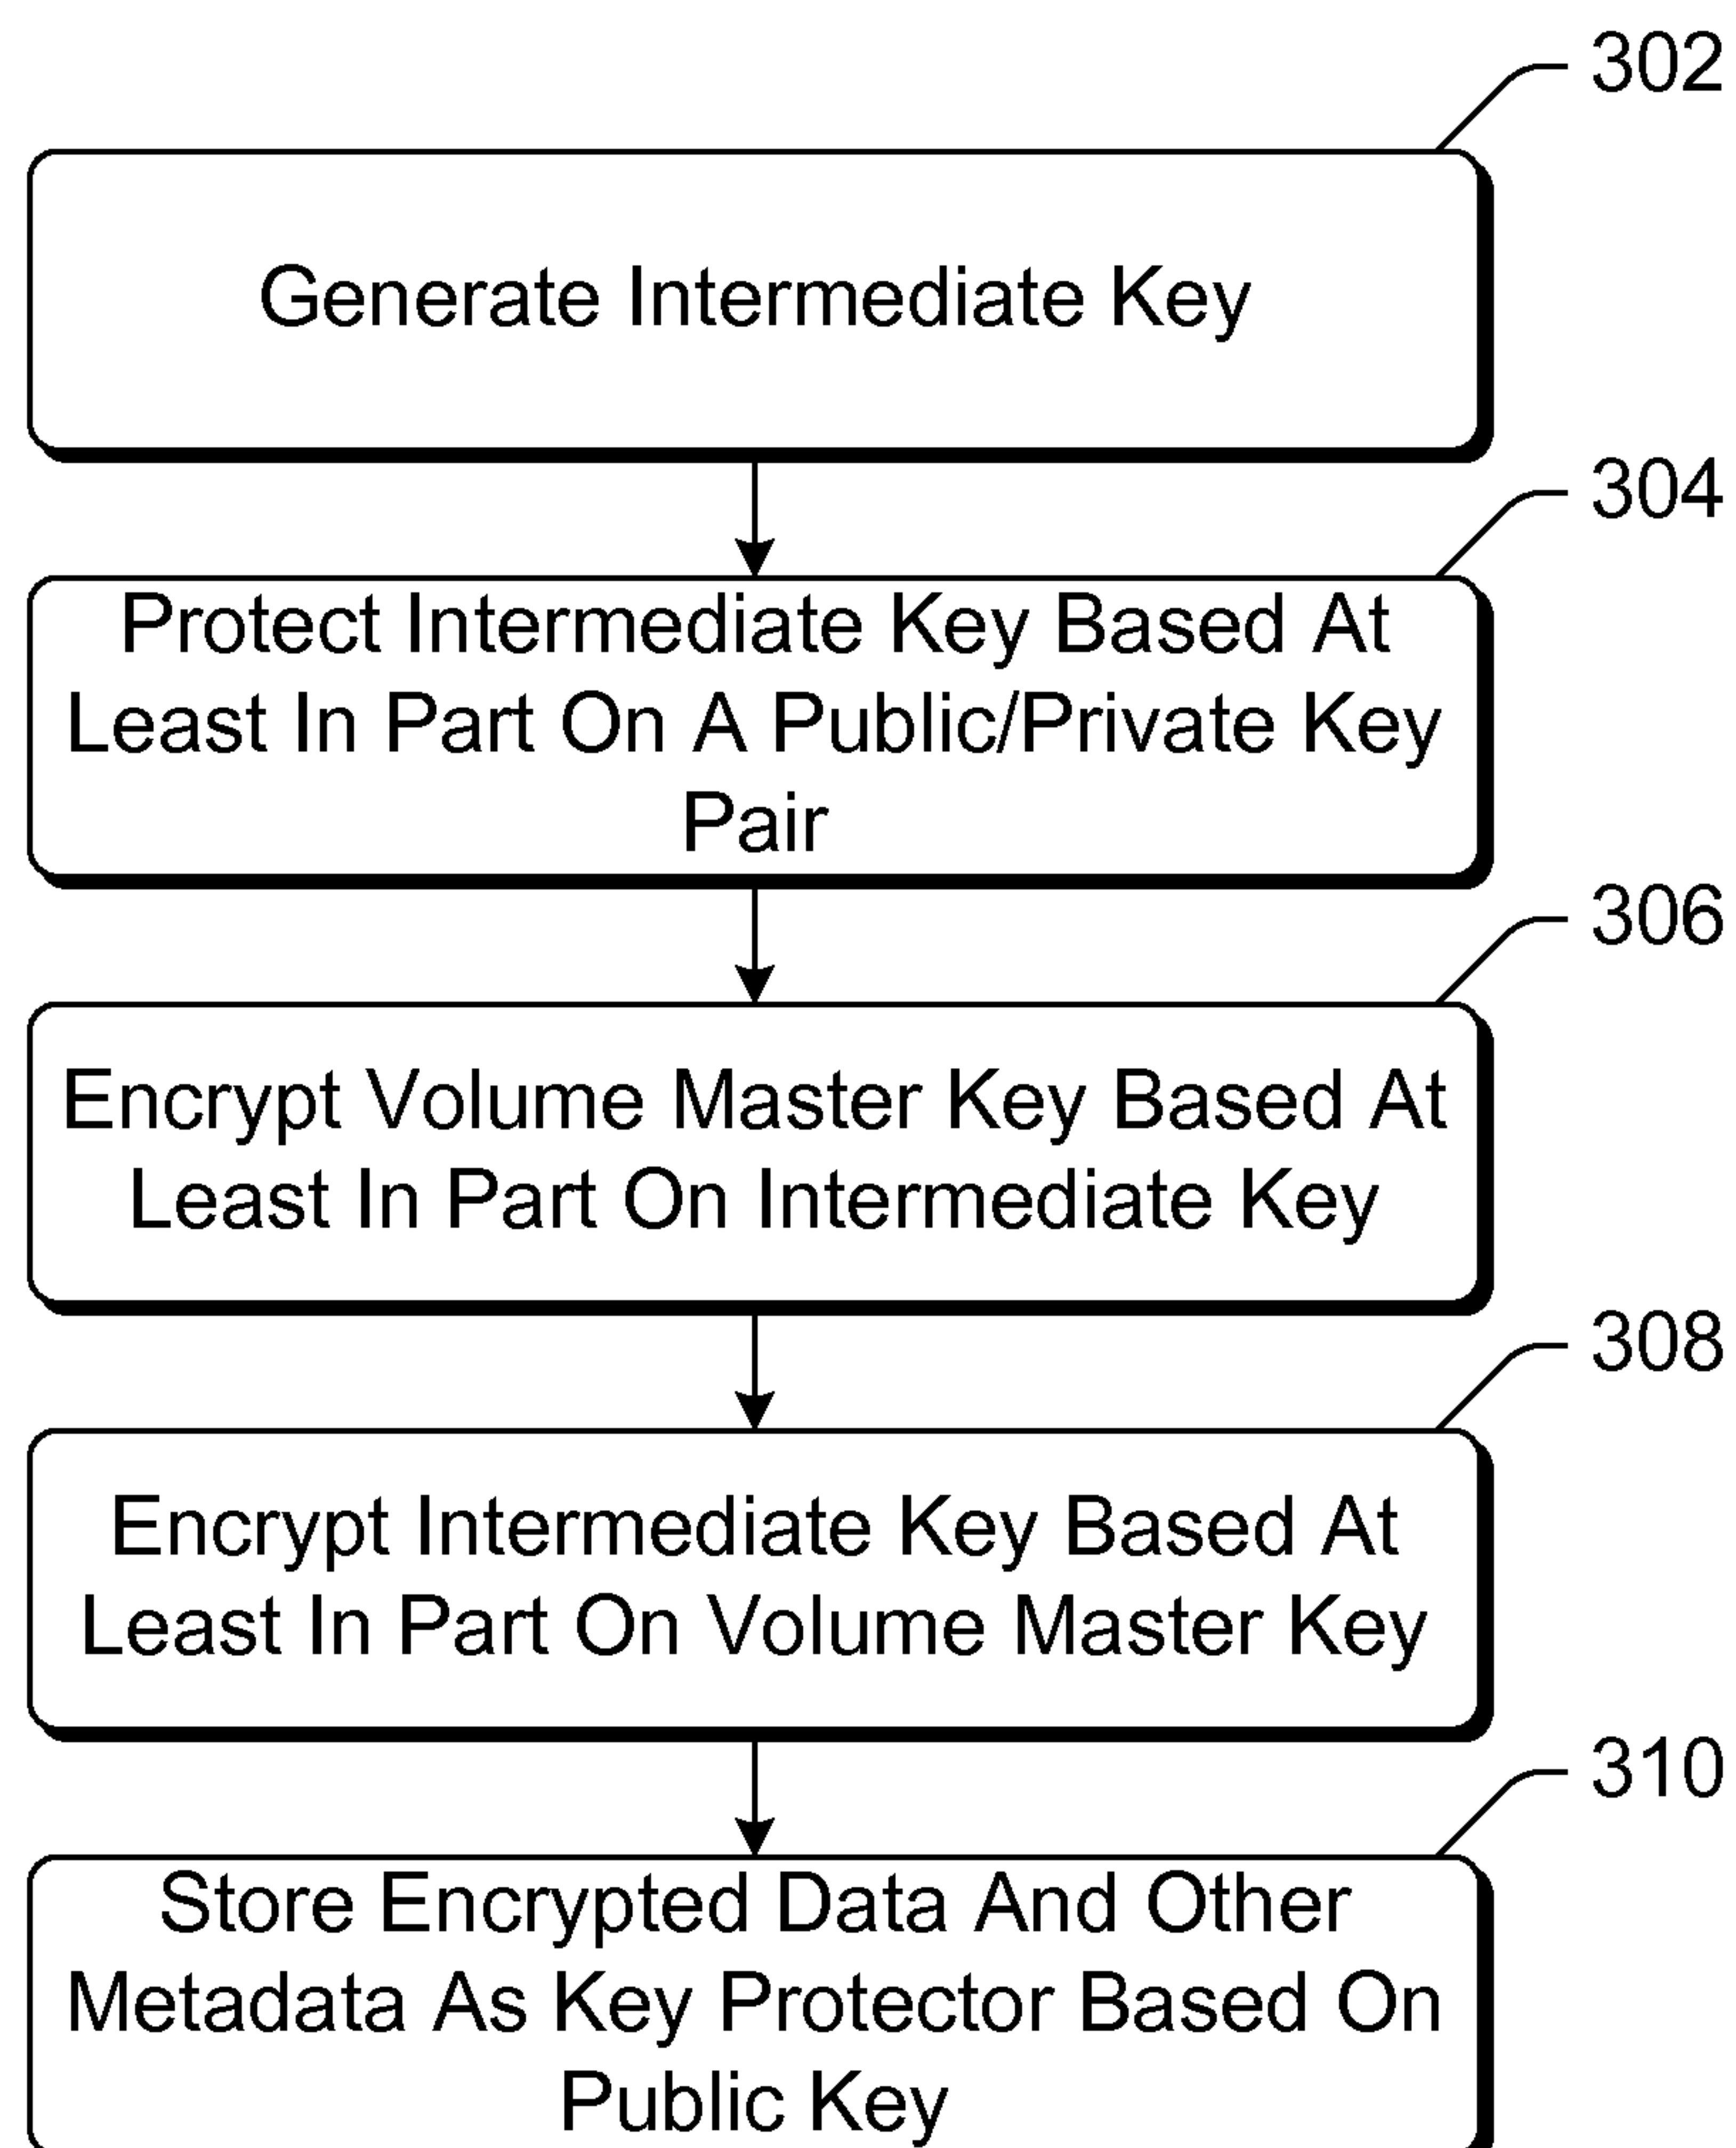 302
Generate Intermediate Key
304
Protect Intermediate Key Based At
Least In Part On A Public/Private Key
Pair
306
Encrypt Volume Master Key Based At
Least In Part On Intermediate Key
308
Encrypt Intermediate Key Based At
Least In Part On Volume Master Key
310
Store Encrypted Data And Other
Metadata As Key Protector Based On
Public Key